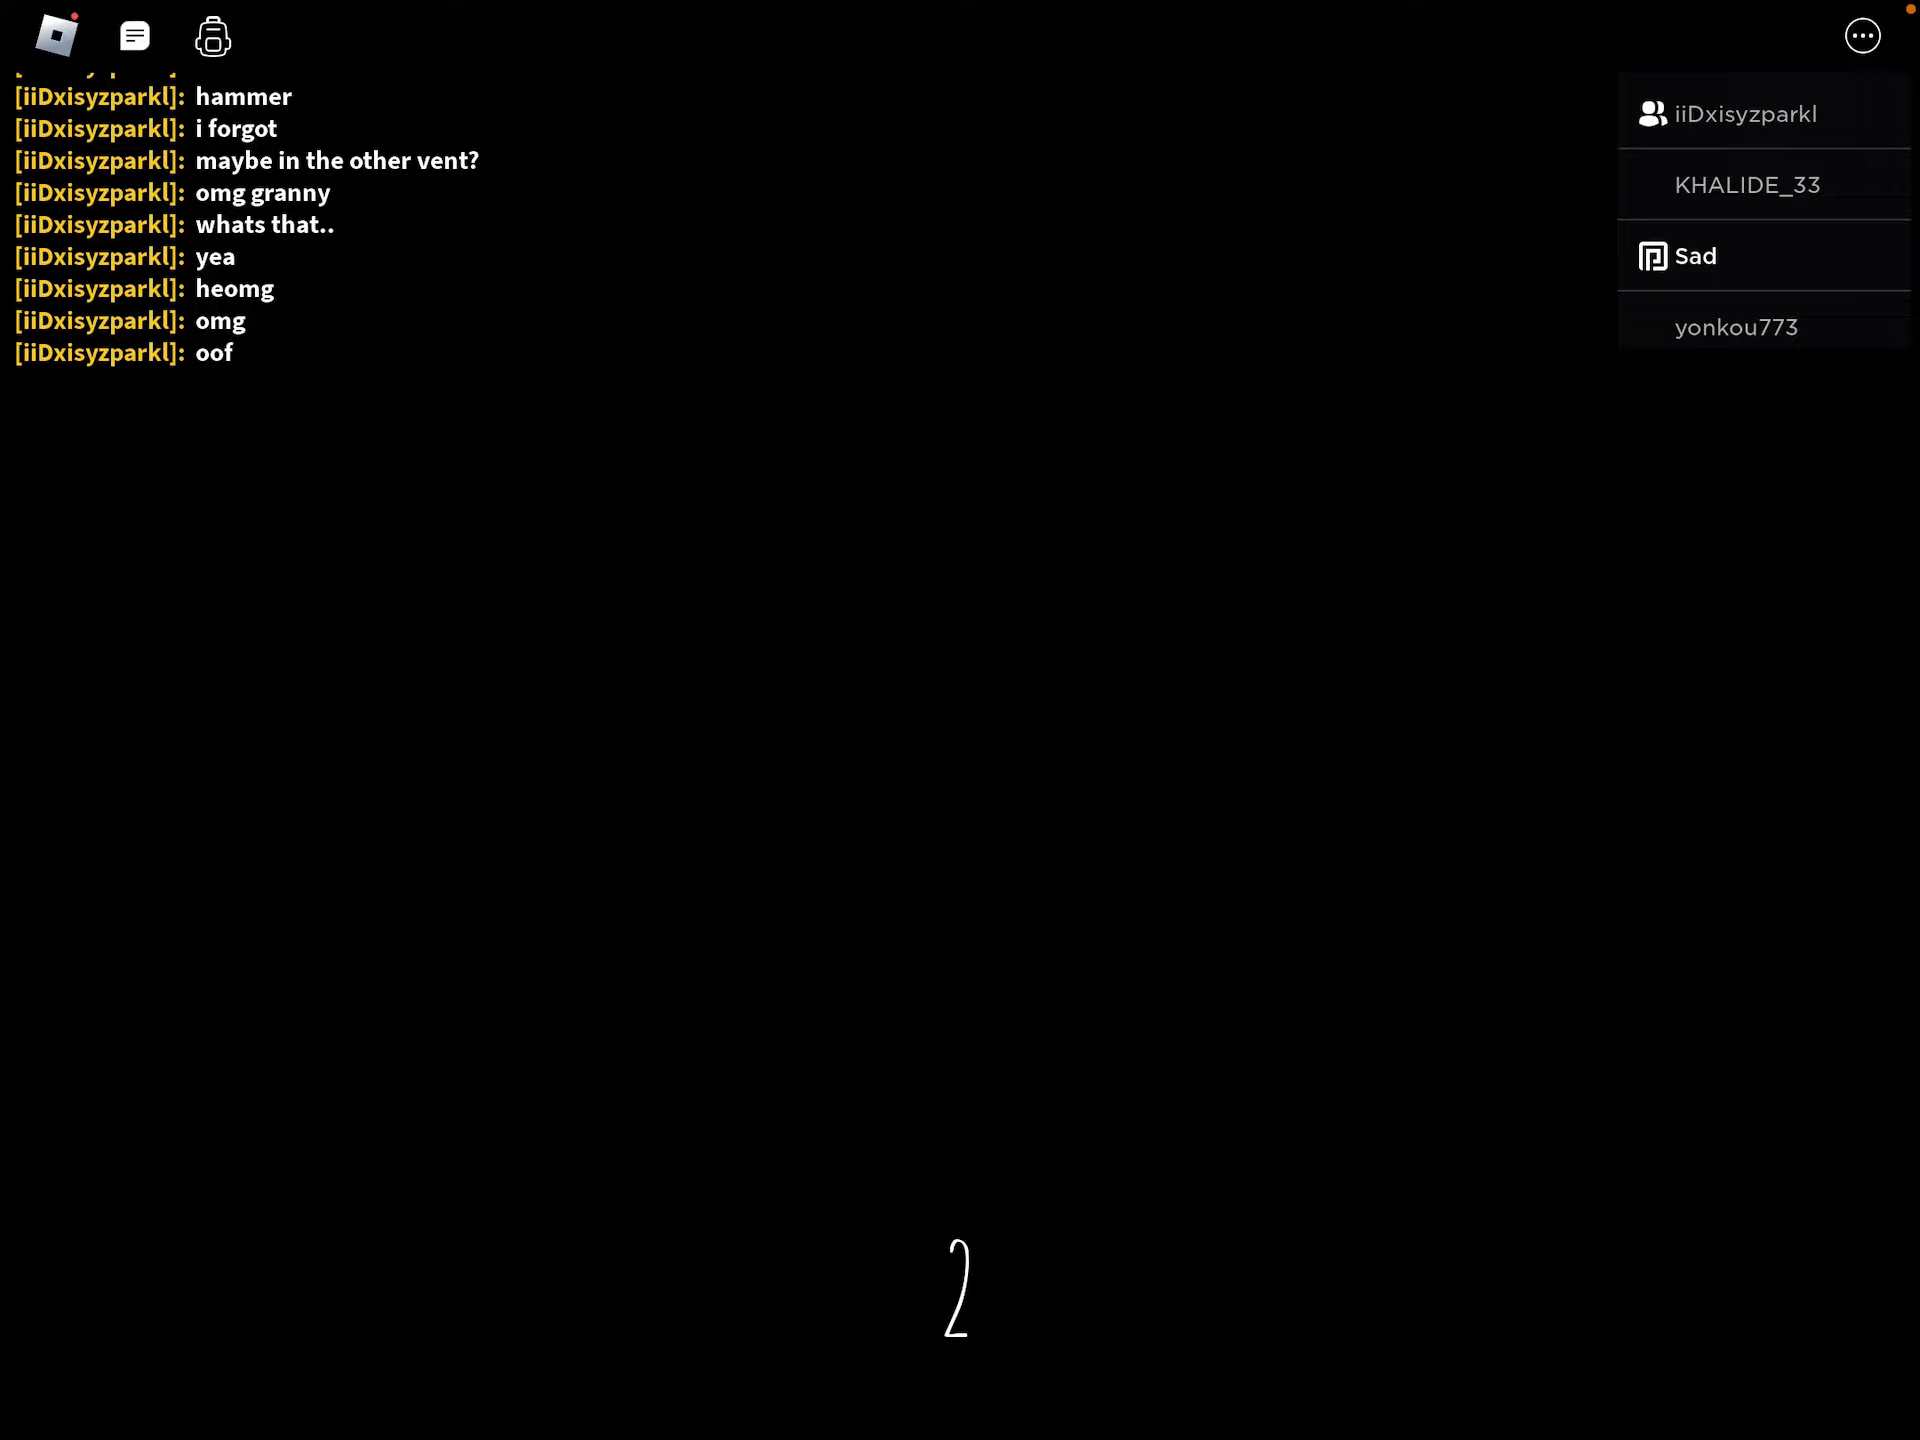 [iiDxisyzparkl]: hammer
[iiDxisyzparkl]: i forgot
[iiDxisyzparkl]: maybe in the other vent?
[iiDxisyzparkl]: omg granny
[iiDxisyzparkl]: whats that..
[iiDxisyzparkl]: yea
[iiDxisyzparkl]: heomg
[iiDxisyzparkl]: omg
[iiDxisyzparkl]: oof
iiDxisyzparkl
KHALIDE_33
Sad
yonkou773
2